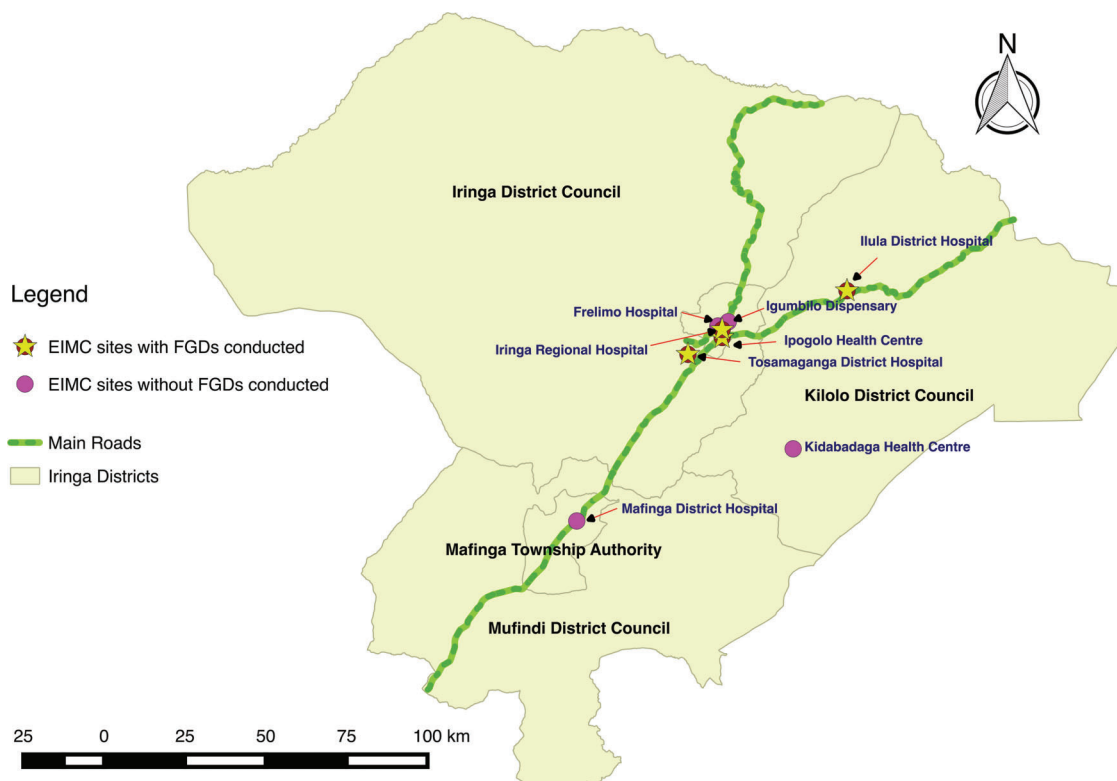 N
Iringa District Council
Ilula District Hospital
Legend
Frelimo Hospital
Igumbilo Dispensary
EIMC sites with FGDs conducted
Iringa Regional Hospital
Ipogolo Health Centre
Tosamaganga District Hospital
EIMC sites without FGDs conducted
Kilolo District Council
Main Roads
Kidabadaga Health Centre
Iringa Districts
Mafinga District Hospital
Mafinga Township Authority
Mufindi District Council
25 0 25 50 75 100 km